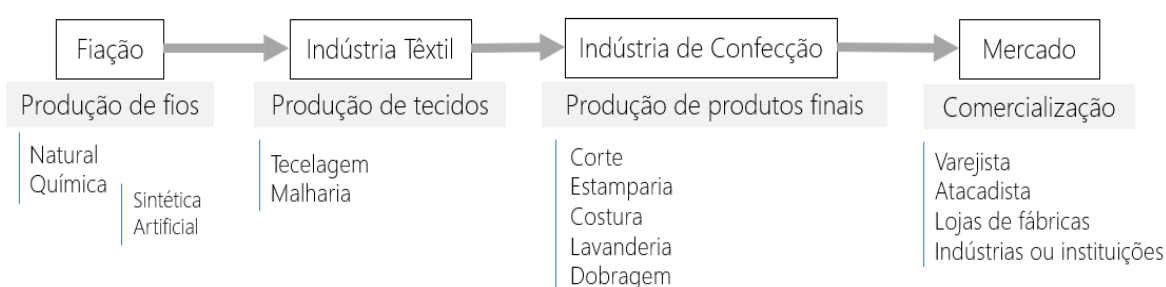 Fiação
Indústria Têxtil
Indústria de Confecção
Mercado
Produção de fios
Produção de tecidos
Produção de produtos finais
Comercialização
Natural
Química
Sintética
Artificial
Tecelagem
Malharia
Corte
Estamparia
Costura
Lavanderia
Dobragem
Varejista
Atacadista
Lojas de fábricas
Indústrias ou instituições